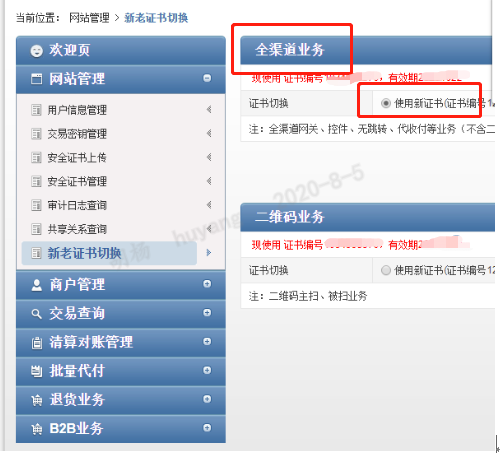 当前位置： 网站管理 > 新老证书切换
欢迎页
网站管理
用户信息管理
交易密钥管理
安全证书上传
安全证书管理
审计日志查询
共享关系查询
新老证书切换
商户管理
交易查询
清算对账管理
批量代付
退货业务
B2B业务
全渠道业务
现使用 证书编号
，有效期
证书切换
使用新证书(证书编号
注：全渠道网关、控件、无跳转、代收付等业务（不含二
二维码业务
现使用 证书编号
，有效期
证书切换
使用新证书(证书编号 12
注：二维码主扫、被扫业务
胡杨 huyang 2020-8-5